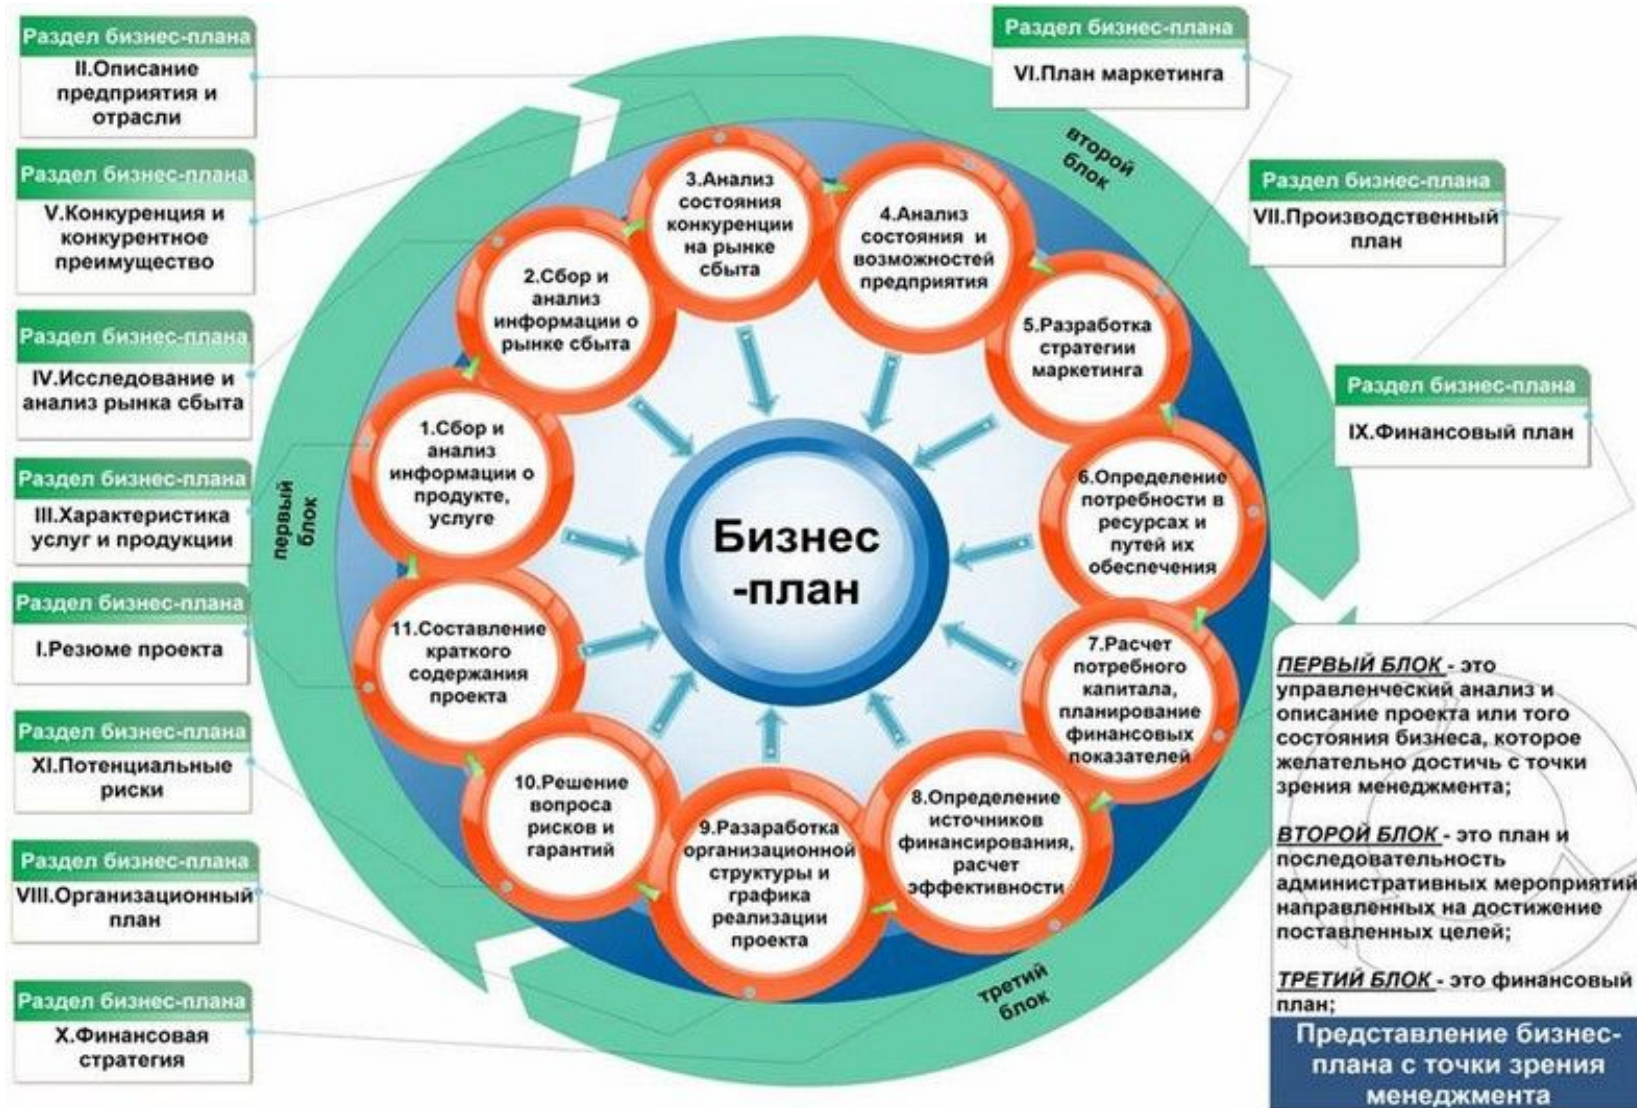 Раздел бизнес-плана
II.Описание
предприятия и
отрасли
Раздел бизнес-плана
V.Конкуренция и
конкурентное
преимущество
Раздел бизнес-плана
IV.Исследование и
анализ рынка сбыта
Раздел бизнес-плана
III.Характеристика
услуг и продукции
Раздел бизнес-плана
I.Резюме проекта
Раздел бизнес-плана
XI.Потенциальные
риски
Раздел бизнес-плана
VIII.Организационный
план
Раздел бизнес-плана
X.Финансовая
стратегия
первый
блок
второй
блок
третий
блок
1.Сбор и
анализ
информации о
продукте,
услуге
2.Сбор и
анализ
информации о
рынке сбыта
3.Анализ
состояния
конкуренции
на рынке
сбыта
4.Анализ
состояния и
возможностей
предприятия
5.Разработка
стратегии
маркетинга
6.Определение
потребности в
ресурсах и
путей их
обеспечения
7.Расчет
потребного
капитала,
планирование
финансовых
показателей
8.Определение
источников
финансирования,
расчет
эффективности
9.Разаработка
организационной
структуры и
графика
реализации
проекта
10.Решение
вопроса
рисков и
гарантий
11.Составление
краткого
содержания
проекта
Бизнес
-план
Раздел бизнес-плана
VI.План маркетинга
Раздел бизнес-плана
VII.Производственный
план
Раздел бизнес-плана
IX.Финансовый план
ПЕРВЫЙ БЛОК - это
управленческий анализ и
описание проекта или того
состояния бизнеса, которое
желательно достичь с точки
зрения менеджмента;
ВТОРОЙ БЛОК - это план и
последовательность
административных мероприятий
направленных на достижение
поставленных целей;
ТРЕТИЙ БЛОК - это финансовый
план;
Представление бизнес-
плана с точки зрения
менеджмента